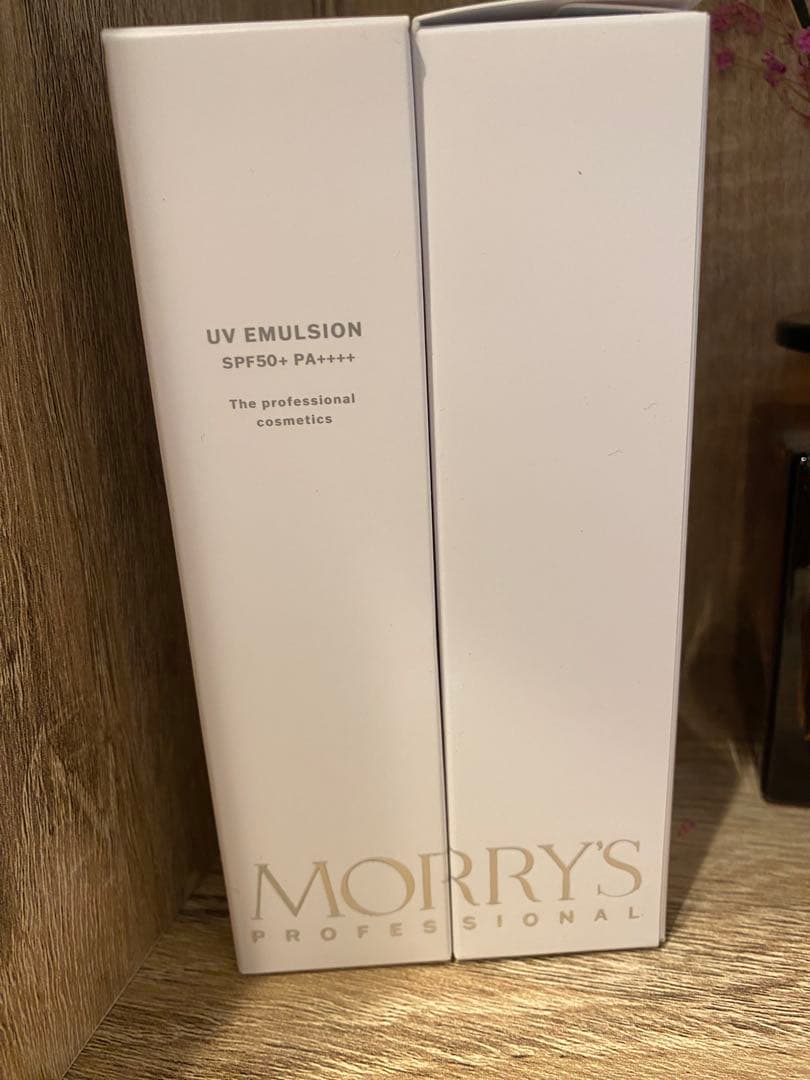 UV EMULSION
SPF50+ PA++++
The professional
cosmetics
MORRY'S
PROFESSIONAL